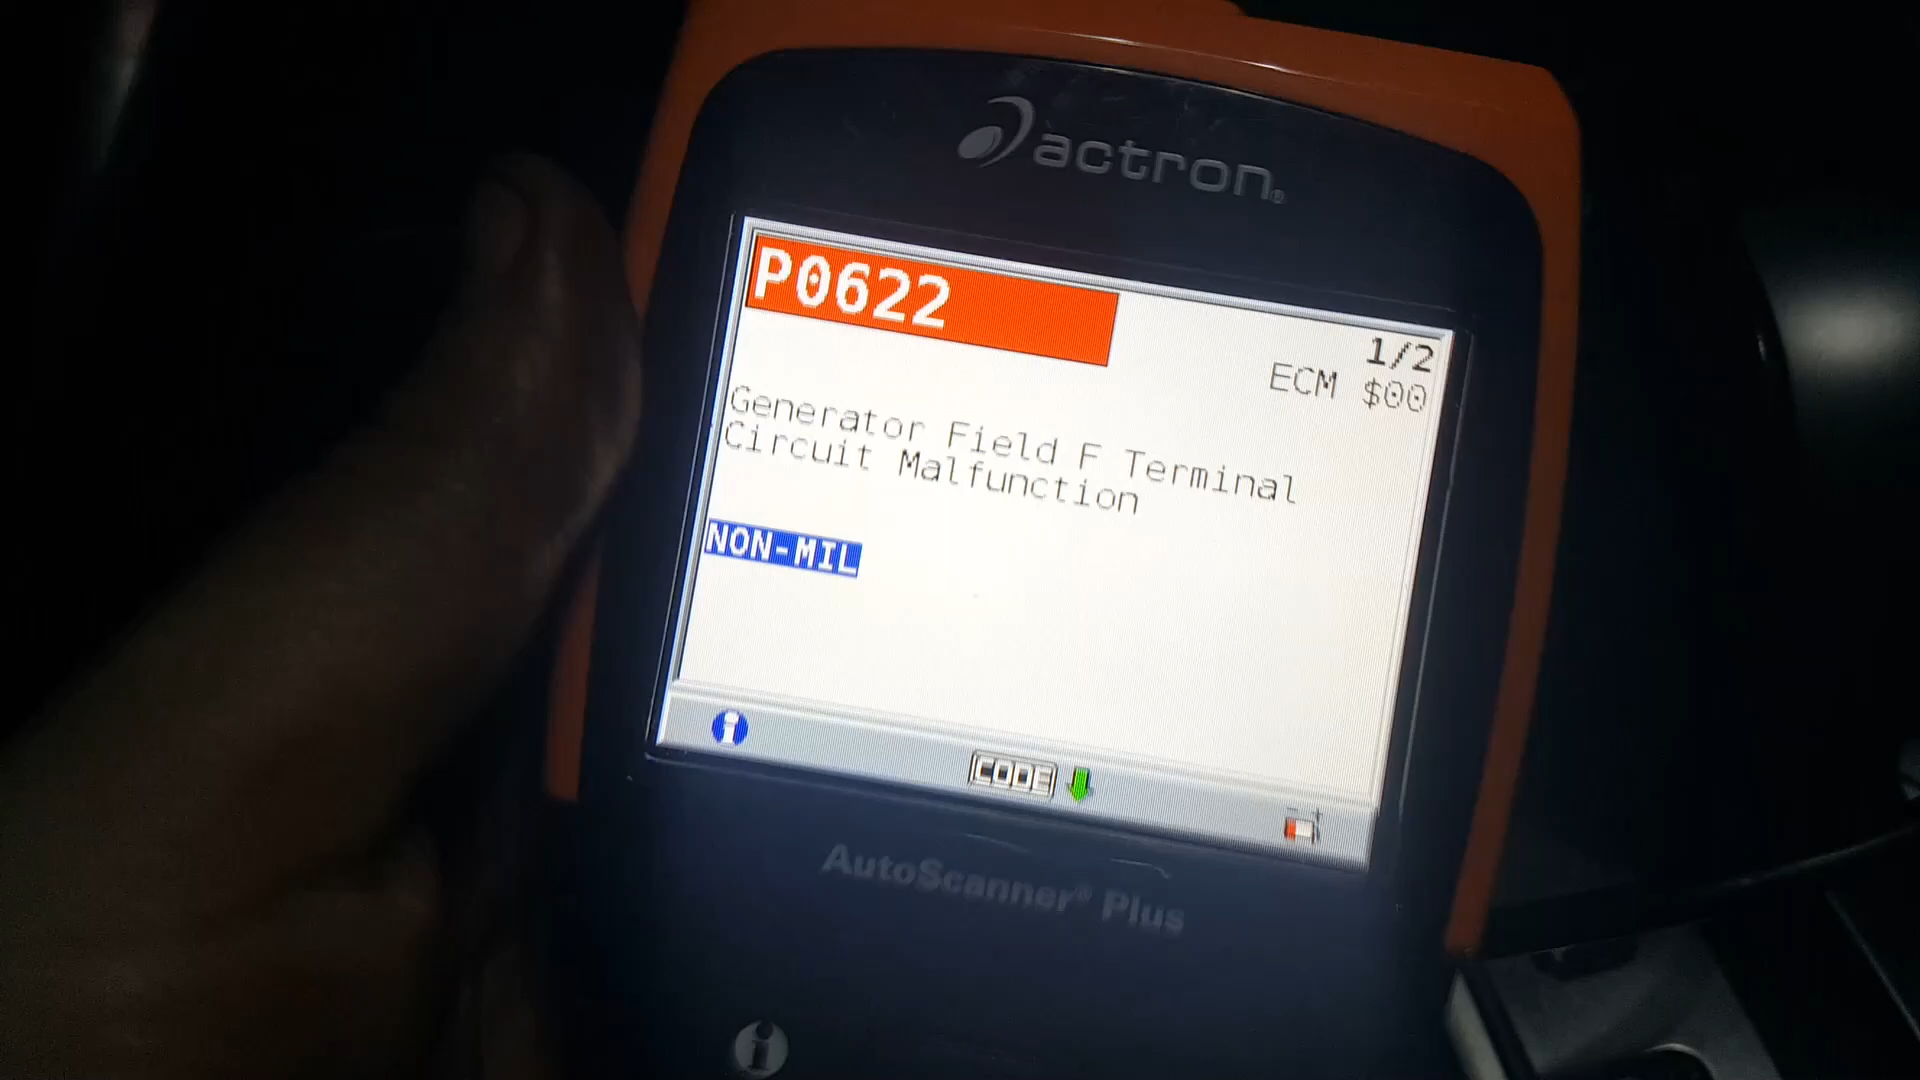 actron®
P0622
1/2
ECM $00
Generator Field F Terminal
Circuit Malfunction
NON-MIL
i
CODE
- +
AutoScanner® Plus
i